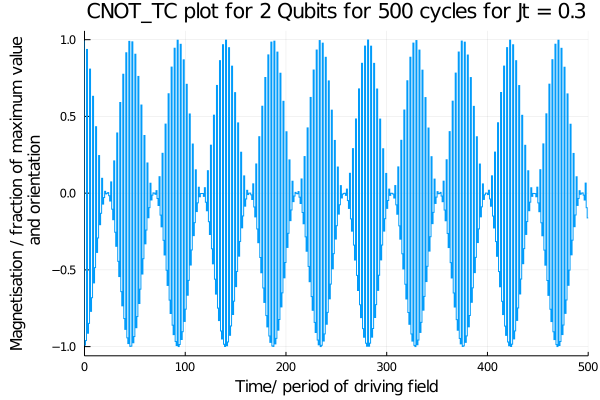 CNOT_TC plot for 2 Qubits for 500 cycles for Jt = 0.3
Magnetisation / fraction of maximum value
and orientation
1.0
0.5
0.0
−0.5
−1.0
0
100
200
300
400
500
Time/ period of driving field